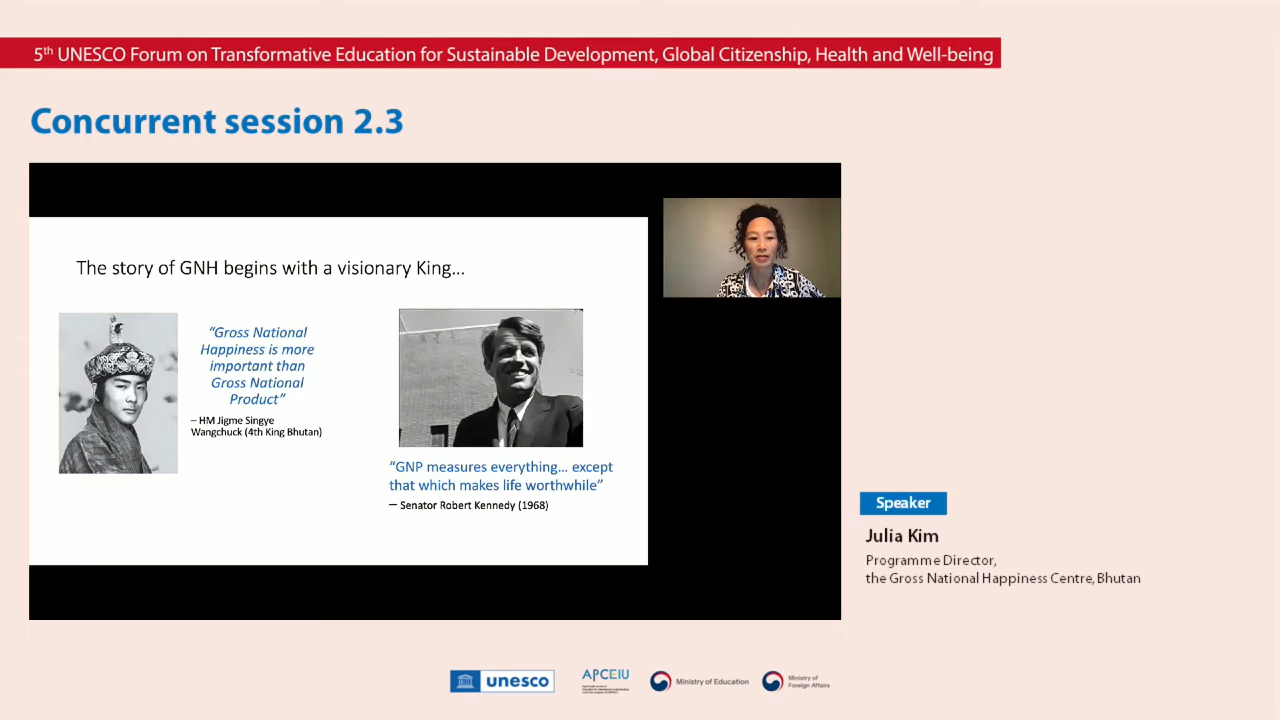 5th UNESCO Forum on Transformative Education for Sustainable Development, Global Citizenship, Health and Well-being
Concurrent session 2.3
The story of GNH begins with a visionary King...
"Gross National
Happiness is more
important than
Gross National
Product"
– HM Jigme Singye
Wangchuck (4th King Bhutan)
"GNP measures everything... except
that which makes life worthwhile"
— Senator Robert Kennedy (1968)
Speaker
Julia Kim
Programme Director,
the Gross National Happiness Centre, Bhutan
unesco
APCEIU
Ministry of Education
Ministry of
Foreign Affairs